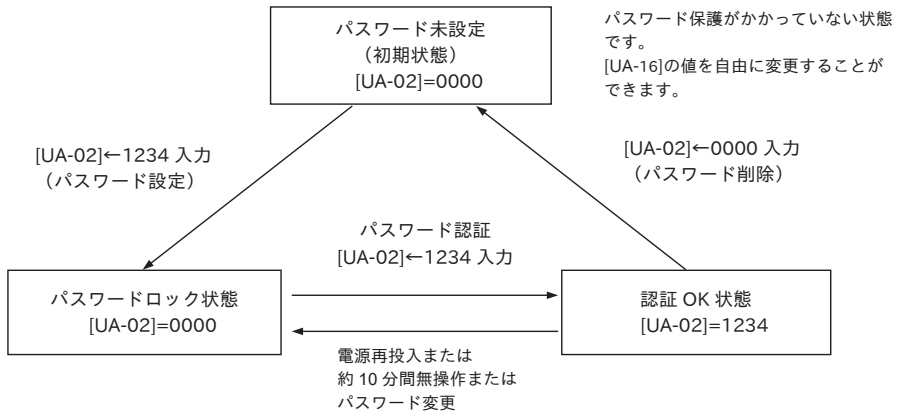 パスワード未設定
（初期状態）
[UA-02]=0000
パスワード保護がかかっていない状態
です。
[UA-16]の値を自由に変更することが
できます。
[UA-02]←1234 入力
（パスワード設定）
[UA-02]←0000 入力
（パスワード削除）
パスワード認証
[UA-02]←1234 入力
パスワードロック状態
[UA-02]=0000
認証 OK 状態
[UA-02]=1234
電源再投入または
約 10 分間無操作または
パスワード変更